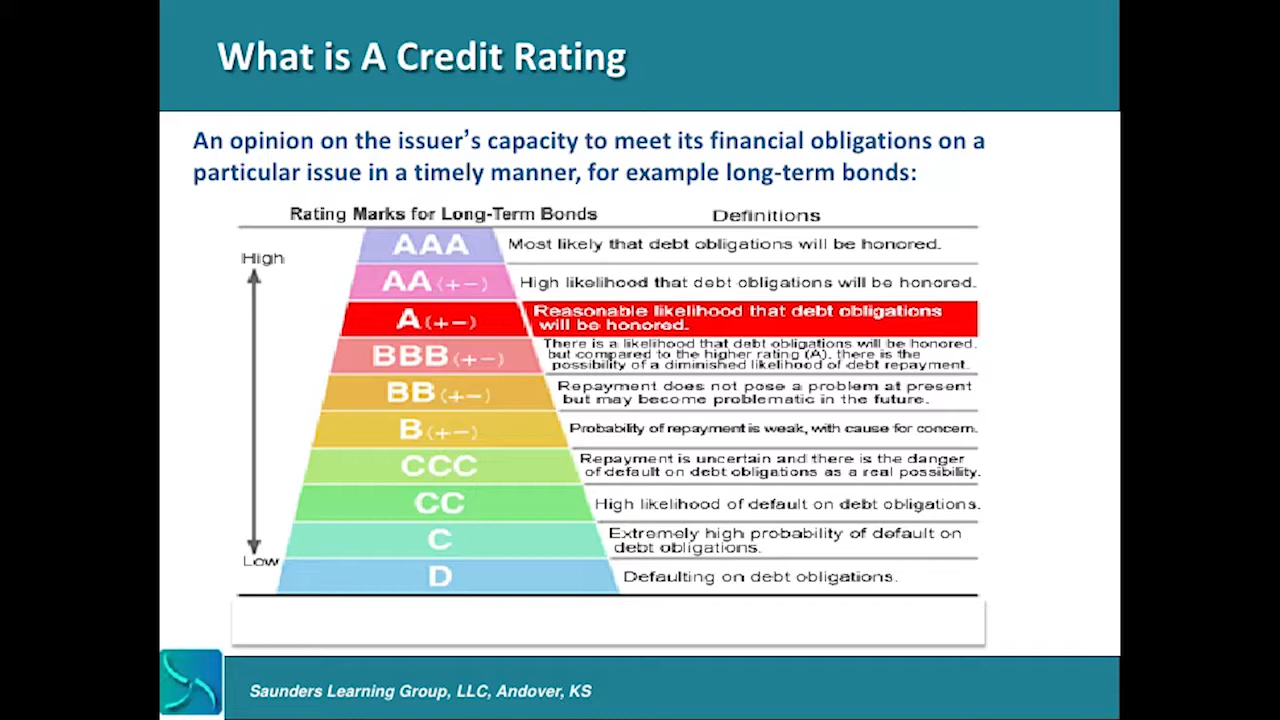 What is A Credit Rating
An opinion on the issuer’s capacity to meet its financial obligations on a
particular issue in a timely manner, for example long-term bonds:
Rating Marks for Long-Term Bonds Definitions
High
AAA Most likely that debt obligations will be honored.
AA (+−) High likelihood that debt obligations will be honored.
A (+−) Reasonable likelihood that debt obligations
will be honored.
BBB (+−) There is a likelihood that debt obligations will be honored,
but compared to the higher rating (A), there is the
possibility of a diminished likelihood of debt repayment.
BB (+−) Repayment does not pose a problem at present
but may become problematic in the future.
B (+−) Probability of repayment is weak, with cause for concern.
CCC Repayment is uncertain and there is the danger
of default on debt obligations as a real possibility.
CC High likelihood of default on debt obligations.
C Extremely high probability of default on
debt obligations.
Low
D Defaulting on debt obligations.
Saunders Learning Group, LLC, Andover, KS